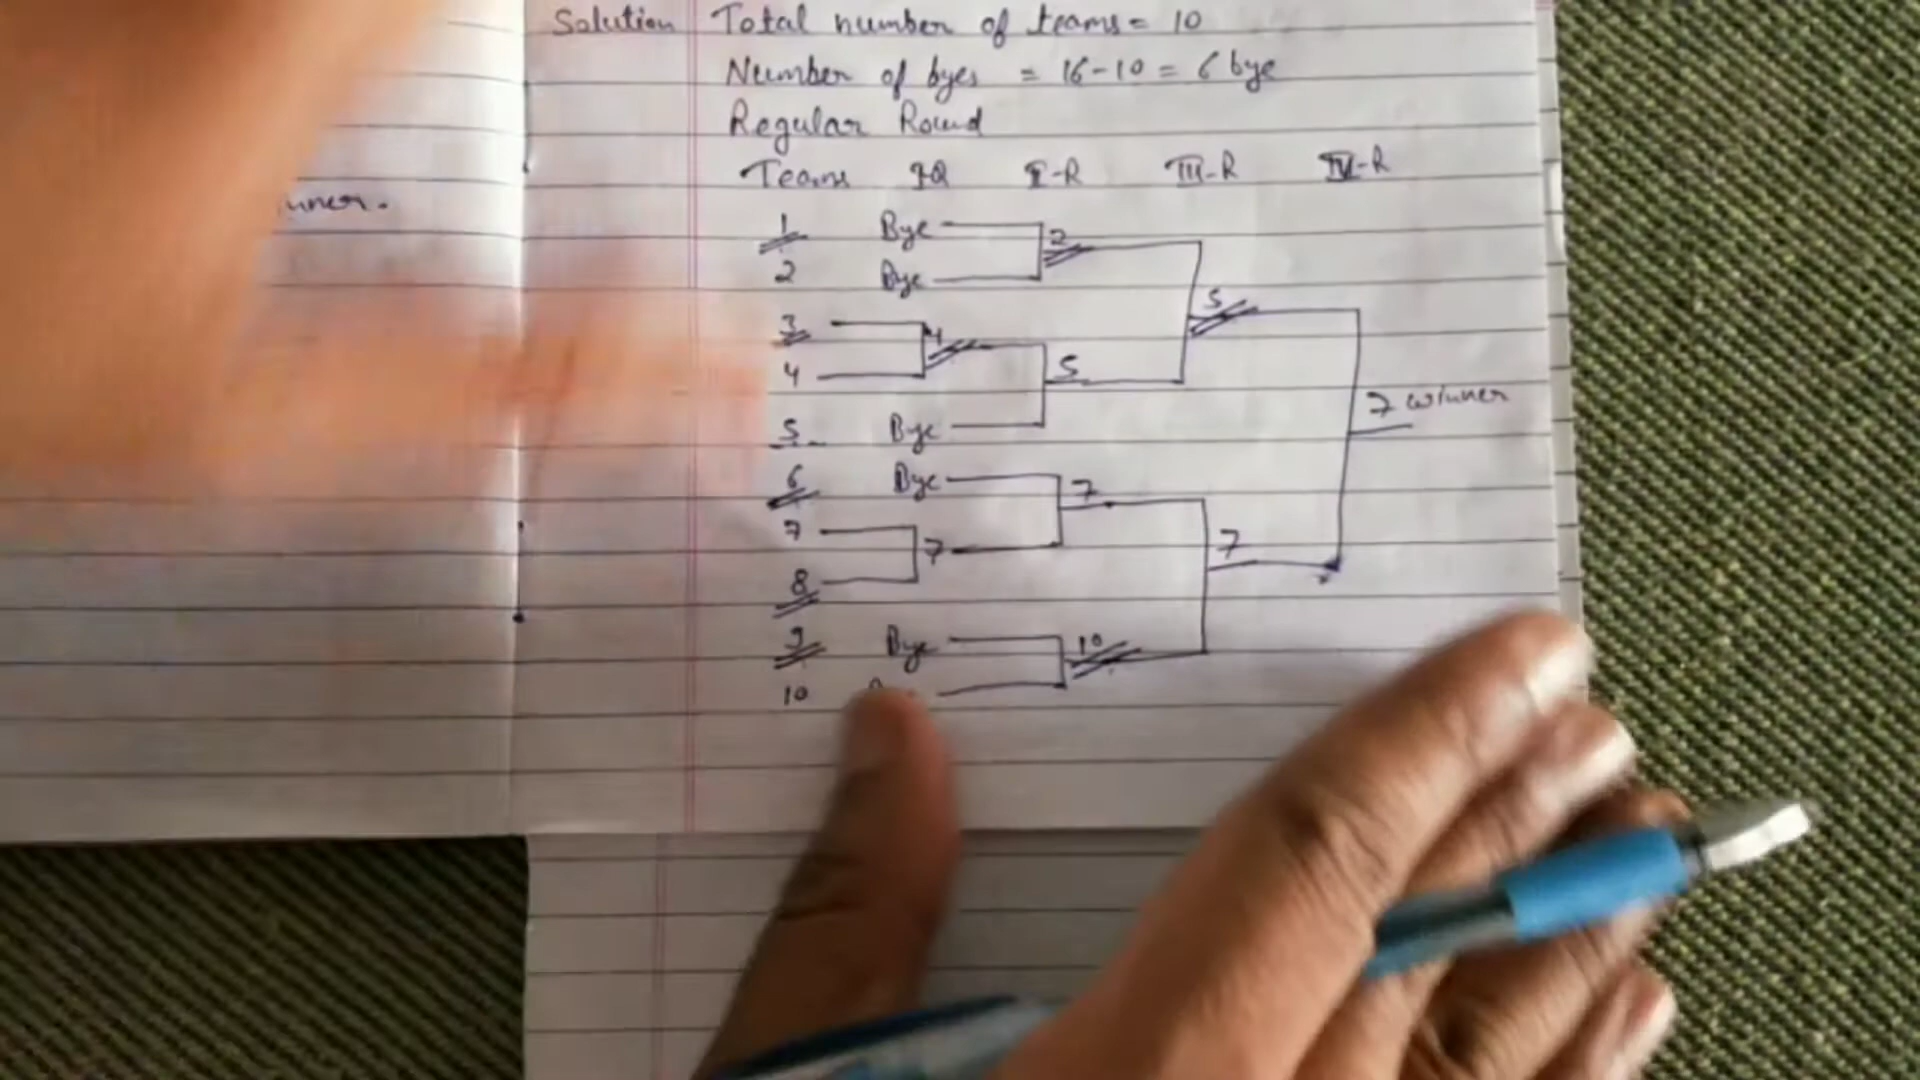 Solution Total number of teams = 10
Number of byes = 16-10 = 6 bye
Regular Round
Teams I-R III-R IV-R
unner.
1 Bye 2
2 Bye
3 4 5
4 5
5 Bye
7 winner
6 Bye 7
7 7 7
8
9 Bye 10
10